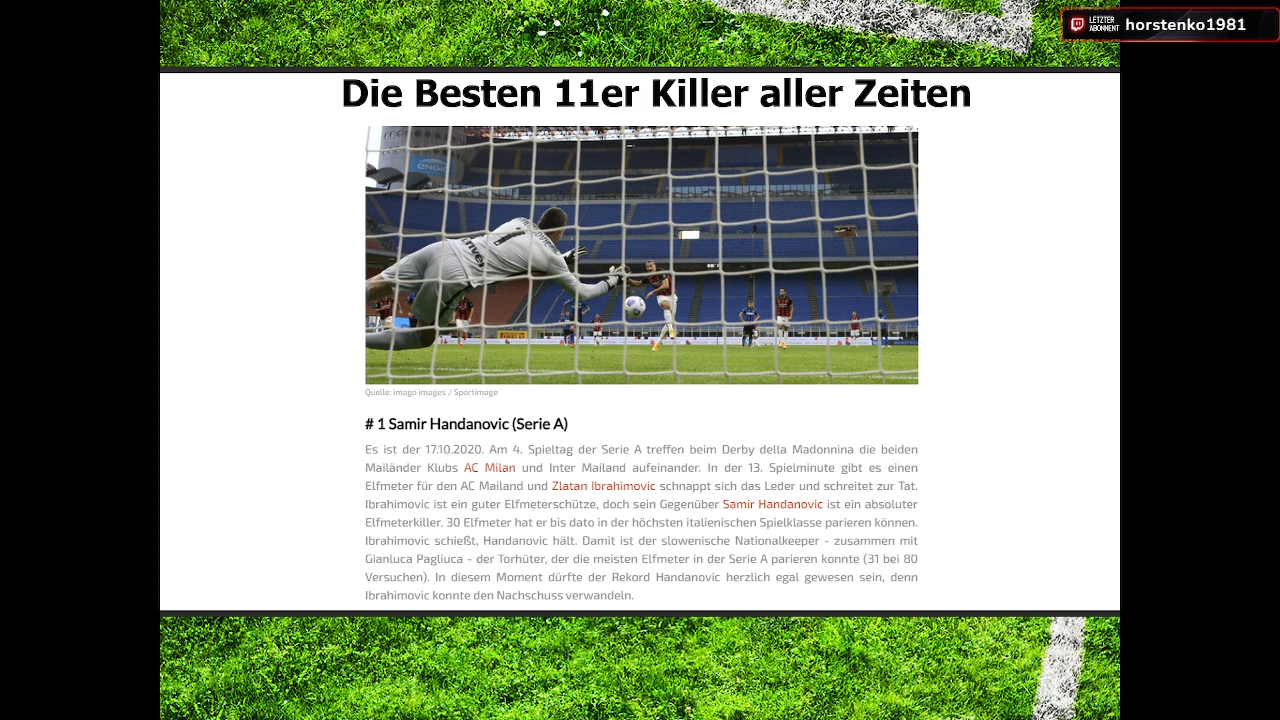 LETZTER
ABONNENT
horstenko1981
Die Besten 11er Killer aller Zeiten
ENGIE
1
Quelle: imago images / Sportimage
# 1 Samir Handanovic (Serie A)
Es ist der 17.10.2020. Am 4. Spieltag der Serie A treffen beim Derby della Madonnina die beiden
Mailänder Klubs AC Milan und Inter Mailand aufeinander. In der 13. Spielminute gibt es einen
Elfmeter für den AC Mailand und Zlatan Ibrahimovic schnappt sich das Leder und schreitet zur Tat.
Ibrahimovic ist ein guter Elfmeterschütze, doch sein Gegenüber Samir Handanovic ist ein absoluter
Elfmeterkiller. 30 Elfmeter hat er bis dato in der höchsten italienischen Spielklasse parieren können.
Ibrahimovic schießt, Handanovic hält. Damit ist der slowenische Nationalkeeper - zusammen mit
Gianluca Pagliuca - der Torhüter, der die meisten Elfmeter in der Serie A parieren konnte (31 bei 80
Versuchen). In diesem Moment dürfte der Rekord Handanovic herzlich egal gewesen sein, denn
Ibrahimovic konnte den Nachschuss verwandeln.